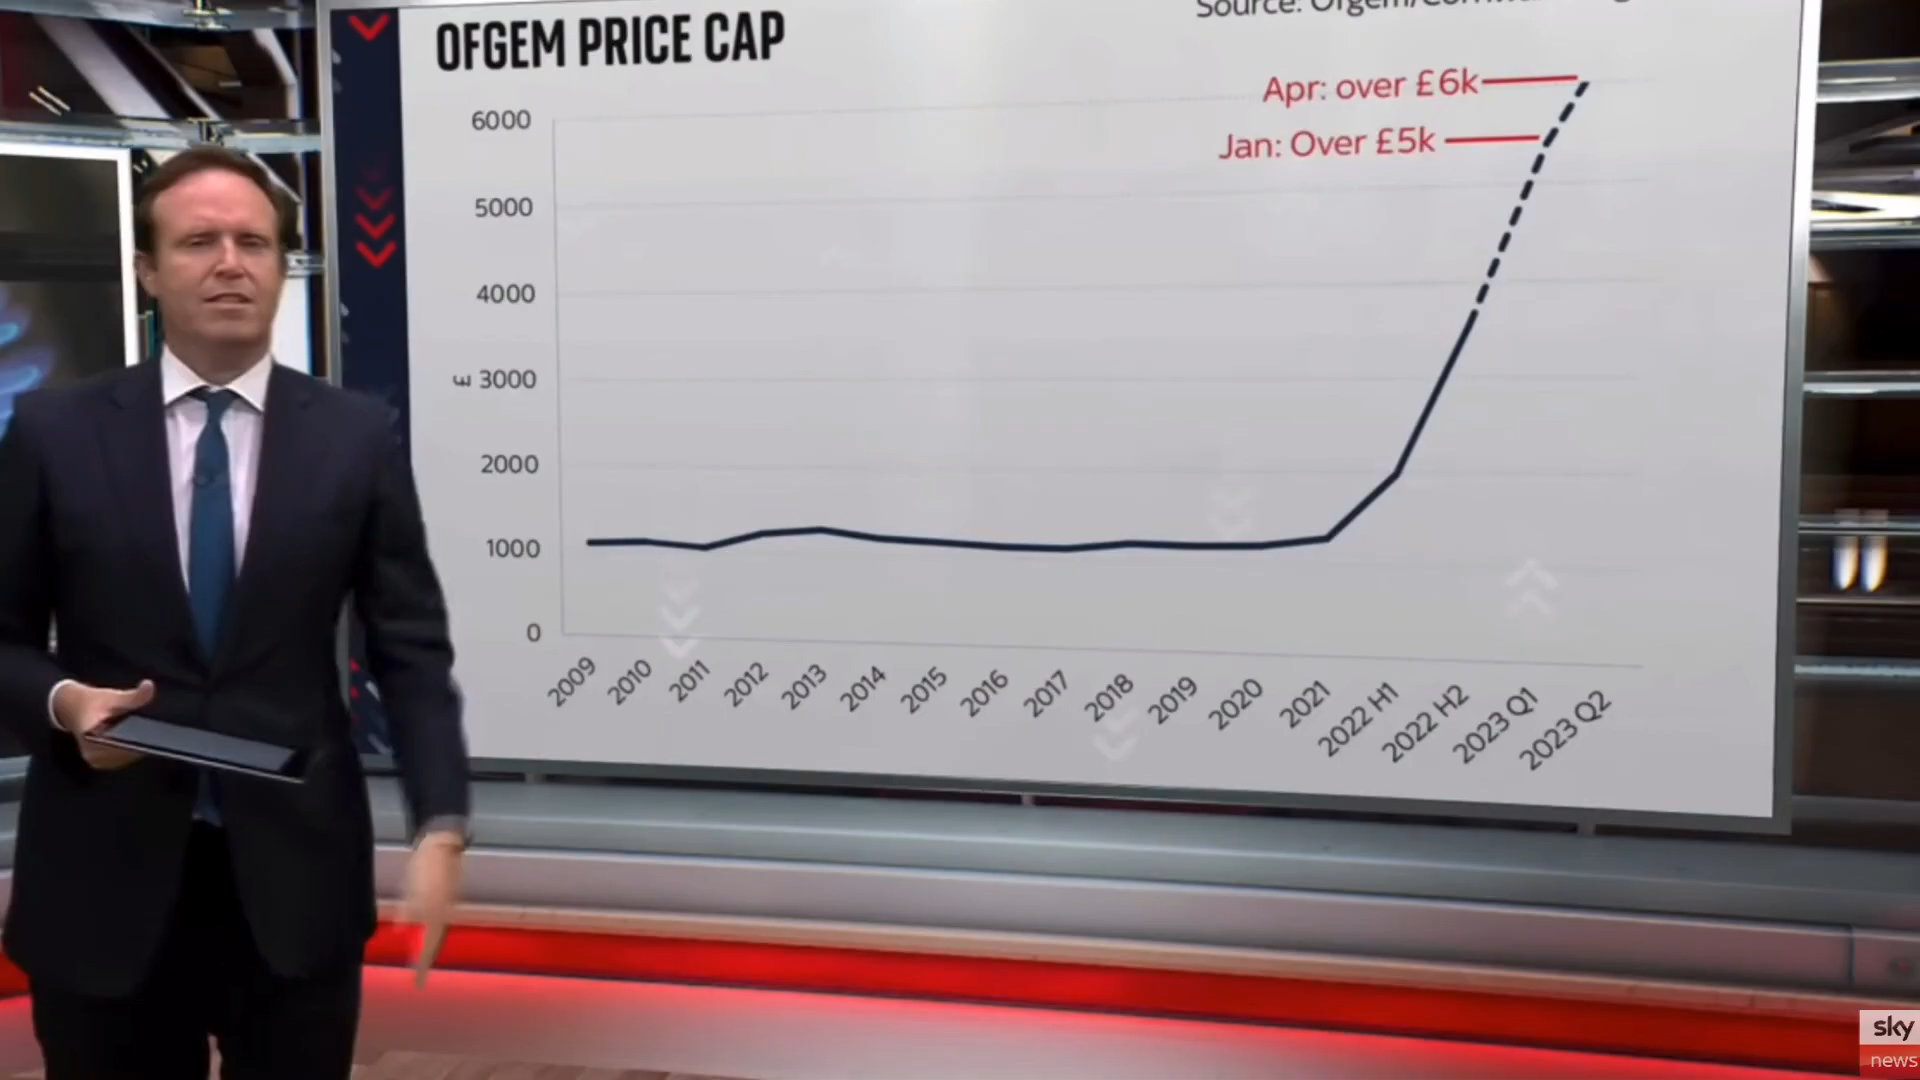 OFGEM PRICE CAP
Source: Ofgem/
Apr: over £6k
Jan: Over £5k
6000
5000
4000
£ 3000
2000
1000
0
2009
2010
2011
2012
2013
2014
2015
2016
2017
2018
2019
2020
2021
2022 H1
2022 H2
2023 Q1
2023 Q2
sky
news